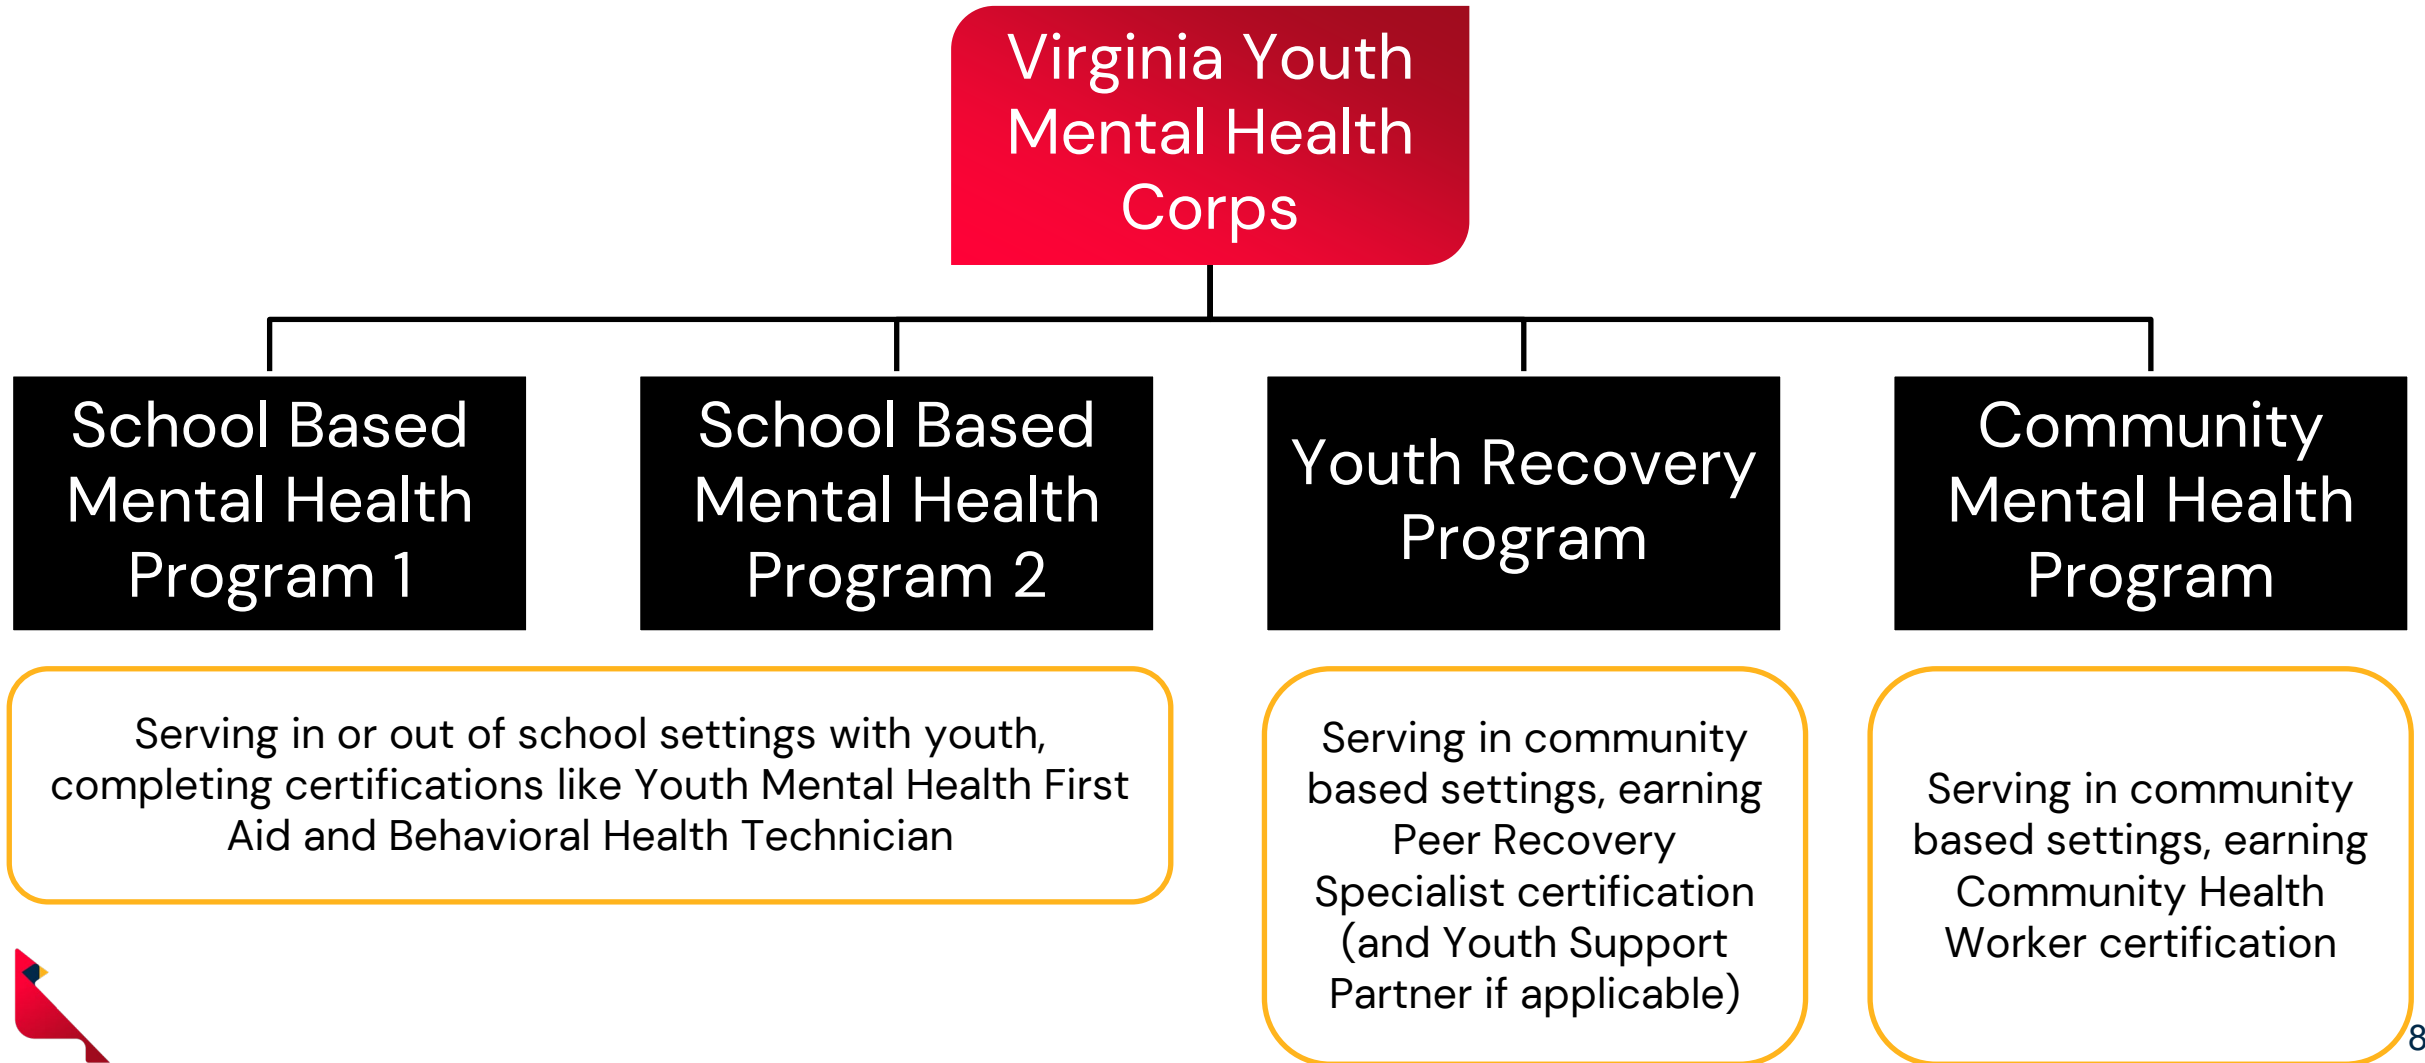 Virginia Youth
Mental Health
Corps
School Based
Mental Health
Program 1
School Based
Mental Health
Program 2
Youth Recovery
Program
Community
Mental Health
Program
Serving in or out of school settings with youth,
completing certifications like Youth Mental Health First
Aid and Behavioral Health Technician
Serving in community
based settings, earning
Peer Recovery
Specialist certification
(and Youth Support
Partner if applicable)
Serving in community
based settings, earning
Community Health
Worker certification
8